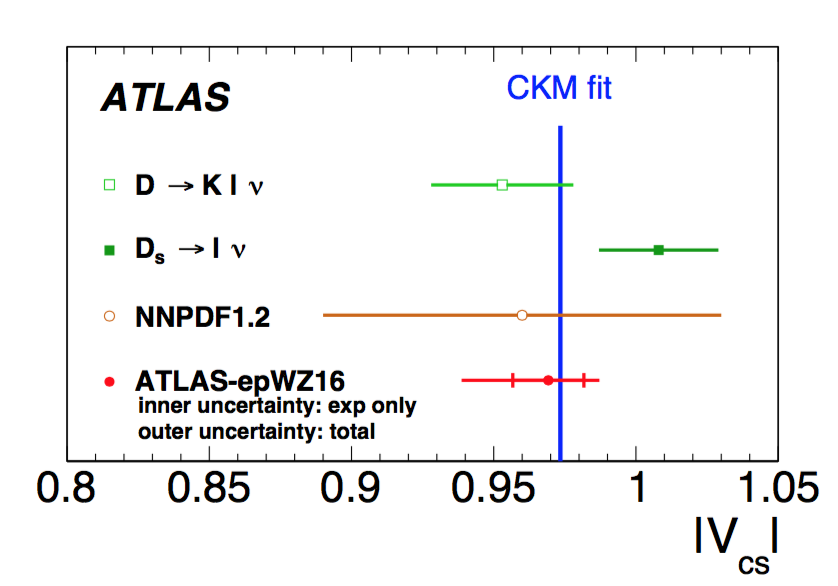 ATLAS
CKM fit
D → K l ν
Dₛ → l ν
NNPDF1.2
ATLAS-epWZ16
inner uncertainty: exp only
outer uncertainty: total
0.8 0.85 0.9 0.95 1 1.05
|V_cs|